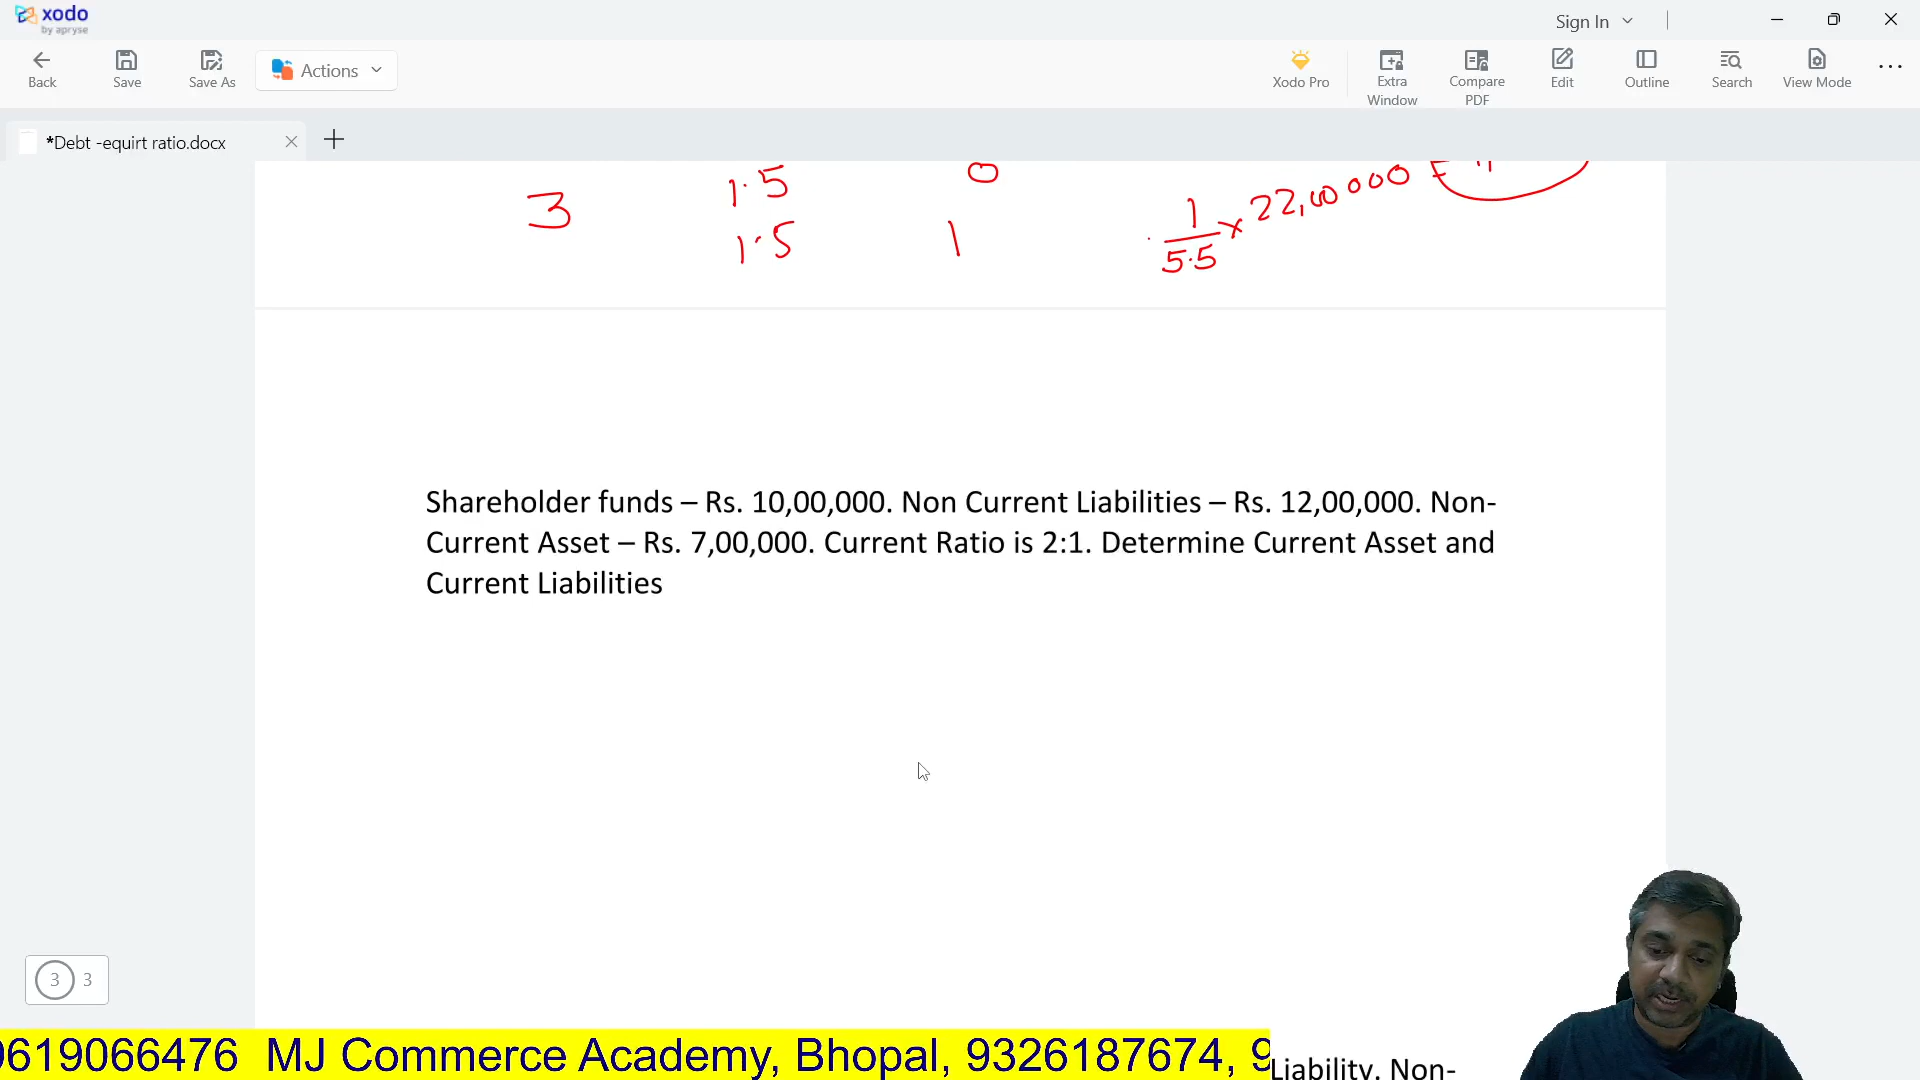 xodo
by apryse
Sign In
Back
Save
Save As
Actions
Xodo Pro
Extra Window
Compare PDF
Edit
Outline
Search
View Mode
*Debt -equirt ratio.docx
3
1.5
0
1.5
1
1/5.5 × 22,00000 =
Shareholder funds – Rs. 10,00,000. Non Current Liabilities – Rs. 12,00,000. Non-
Current Asset – Rs. 7,00,000. Current Ratio is 2:1. Determine Current Asset and
Current Liabilities
3 3
9619066476 MJ Commerce Academy, Bhopal, 9326187674, 9
Liability. Non-